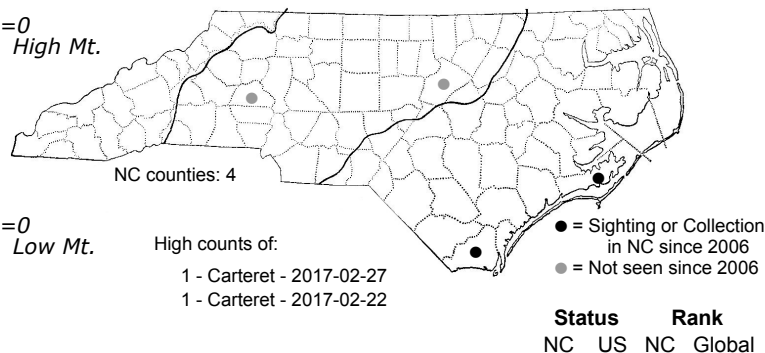 =0
High Mt.
NC counties: 4
=0
Low Mt.
High counts of:
1 - Carteret - 2017-02-27
1 - Carteret - 2017-02-22
= Sighting or Collection
in NC since 2006
= Not seen since 2006
Status Rank
NC US NC Global